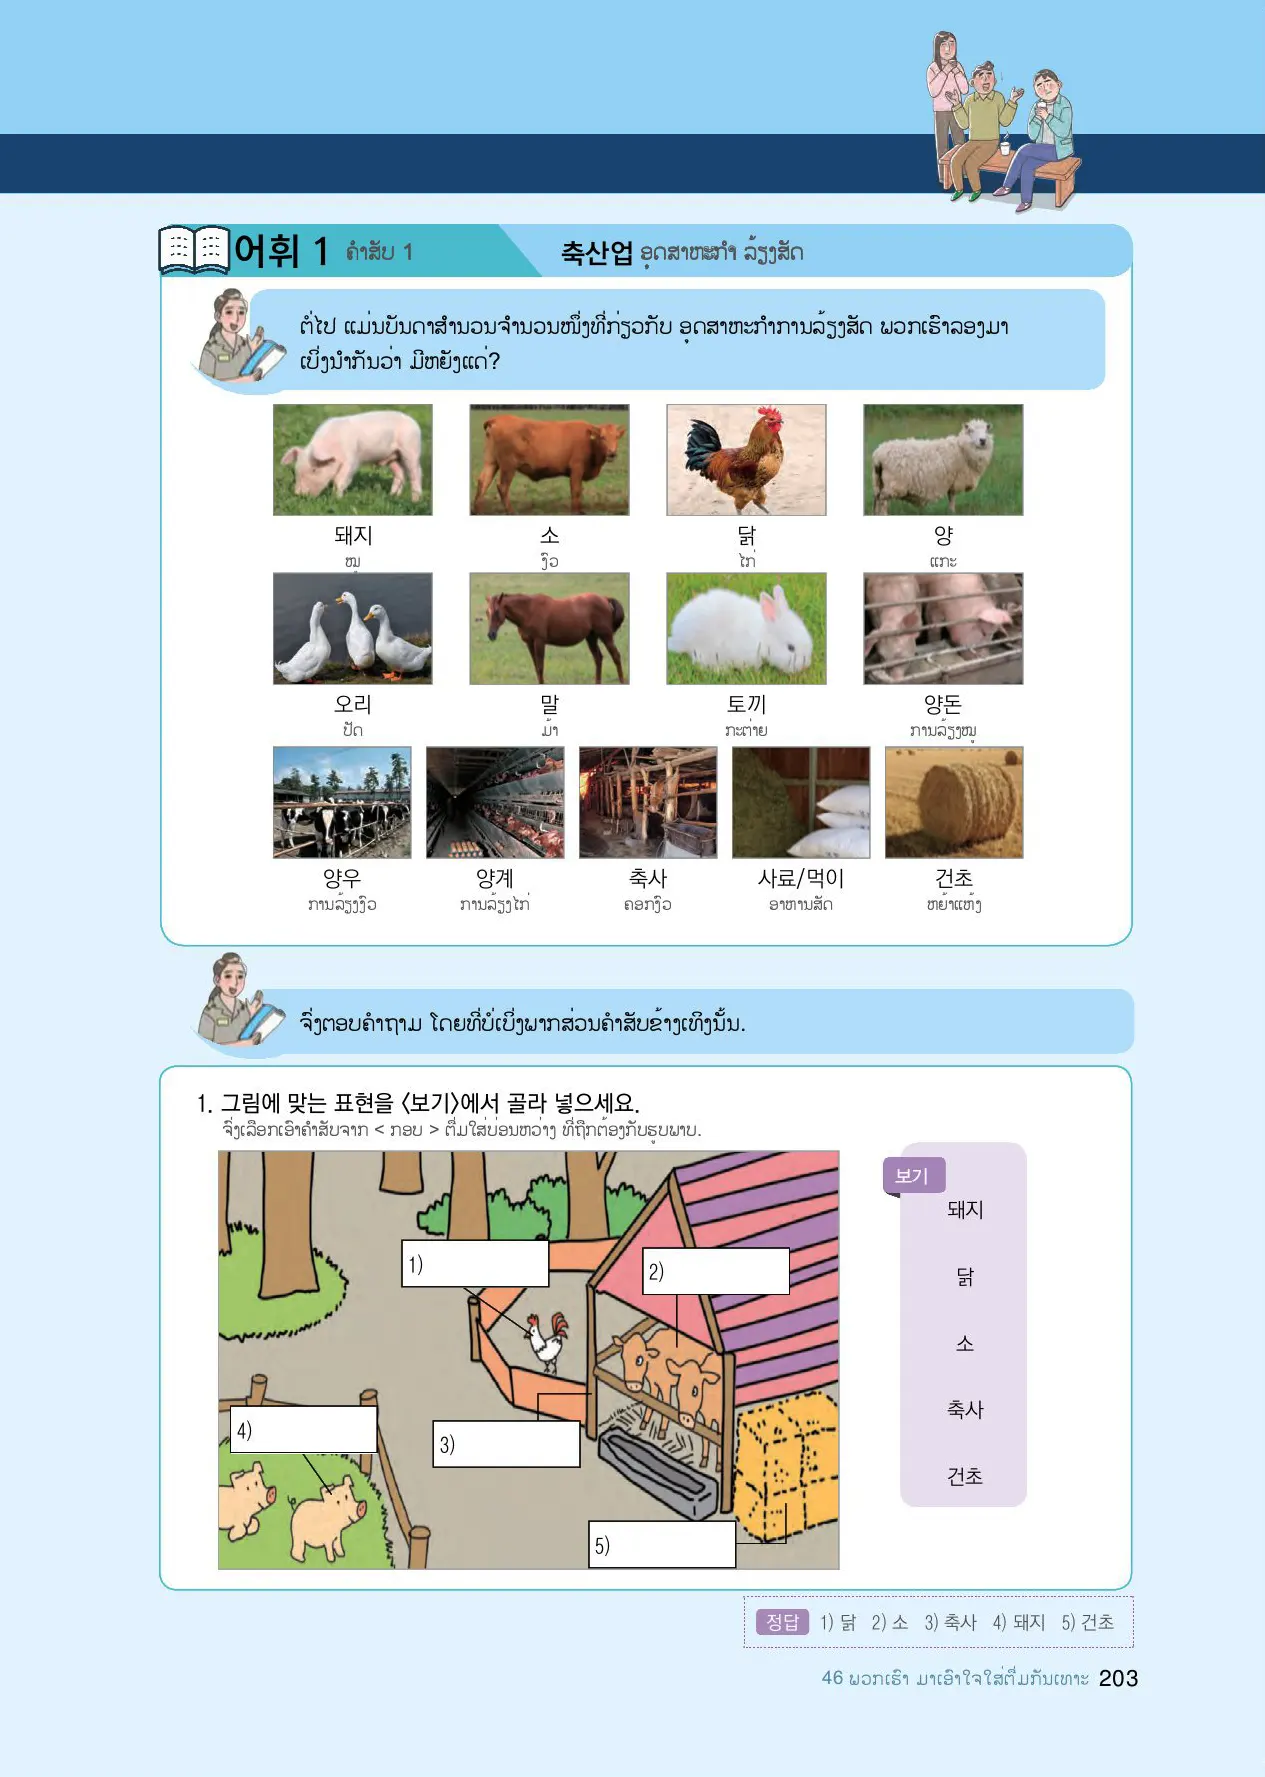 어휘 1 ຄຳສັບ 1
축산업 ອຸດສາຫະກຳ ລ້ຽງສັດ
ຕໍ່ໄປ ແມ່ນບັນດາສຳນວນຈຳນວນໜຶ່ງທີ່ກ່ຽວກັບ ອຸດສາຫະກຳການລ້ຽງສັດ ພວກເຮົາລອງມາ
ເບິ່ງນຳກັນວ່າ ມີຫຍັງແດ່?
돼지 소 닭 양
ໝູ ງົວ ໄກ່ ແກະ
오리 말 토끼 양돈
ປັດ ມ້າ ກະຕ່າຍ ການລ້ຽງໝູ
양우 양계 축사 사료/먹이 건초
ການລ້ຽງງົວ ການລ້ຽງໄກ່ ຄອກງົວ ອາຫານສັດ ຫຍ້າແຫ້ງ
ຈົ່ງຕອບຄຳຖາມ ໂດຍທີ່ບໍ່ເບິ່ງພາກສ່ວນຄຳສັບຂ້າງເທິງນັ້ນ.
1. 그림에 맞는 표현을 〈보기〉에서 골라 넣으세요.
ຈົ່ງເລືອກເອົາຄຳສັບຈາກ < ກອບ > ຕື່ມໃສ່ບ່ອນຫວ່າງ ທີ່ຖືກຕ້ອງກັບຮູບພາບ.
1)
2)
3)
4)
5)
보기
돼지
닭
소
축사
건초
정답 1) 닭 2) 소 3) 축사 4) 돼지 5) 건초
46 ພວກເຮົາ ມາເອົາໃຈໃສ່ຕື່ມກັນເທາະ 203